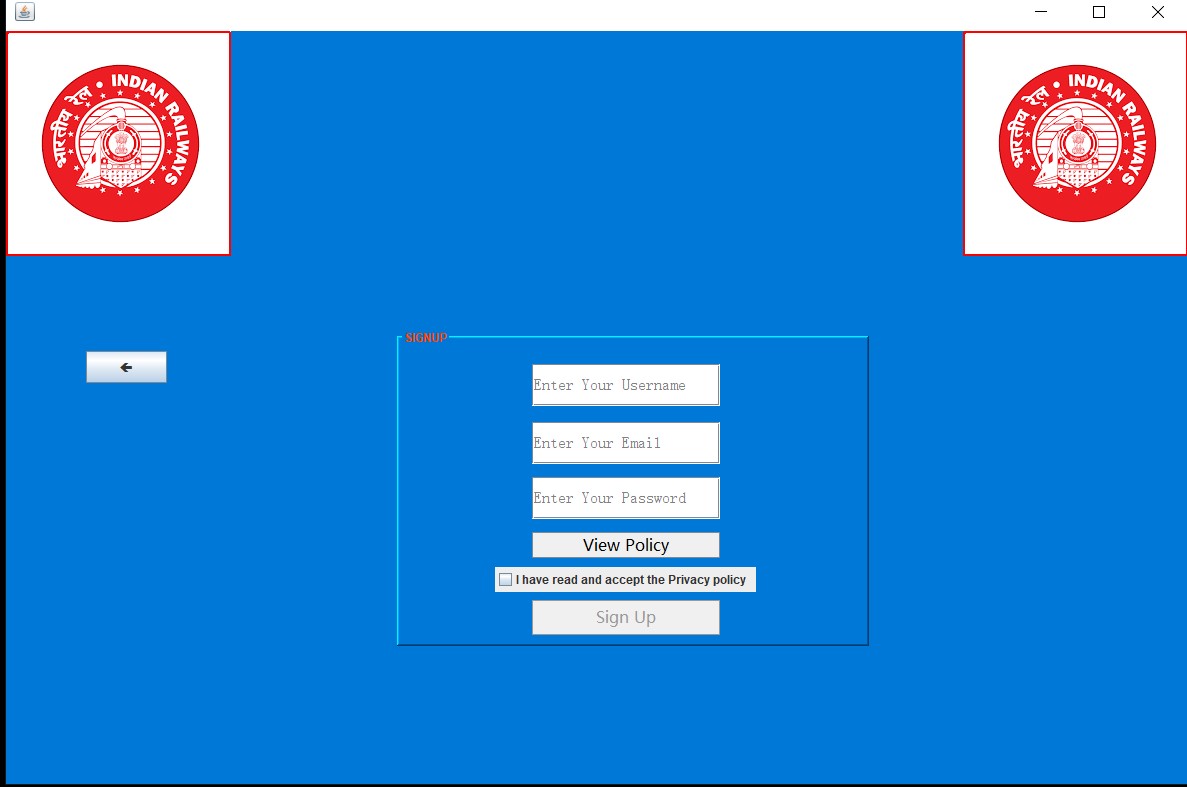 भारतीय रेल • INDIAN RAILWAYS
भारतीय रेल • INDIAN RAILWAYS
SIGNUP
Enter Your Username
Enter Your Email
Enter Your Password
View Policy
I have read and accept the Privacy policy
Sign Up